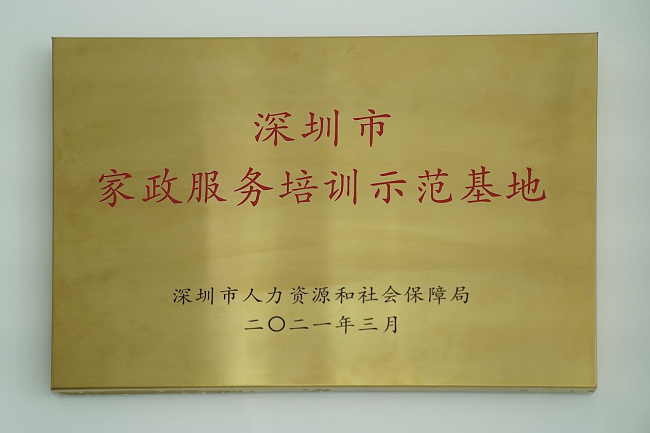 深圳市
家政服务培训示范基地
深圳市人力资源和社会保障局
二〇二一年三月